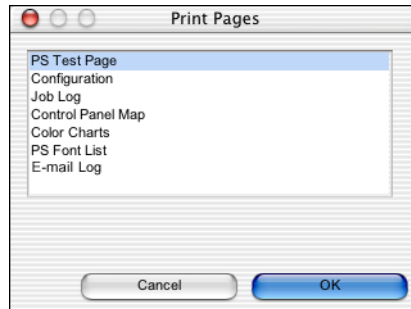 Print Pages
PS Test Page
Configuration
Job Log
Control Panel Map
Color Charts
PS Font List
E-mail Log
Cancel
OK